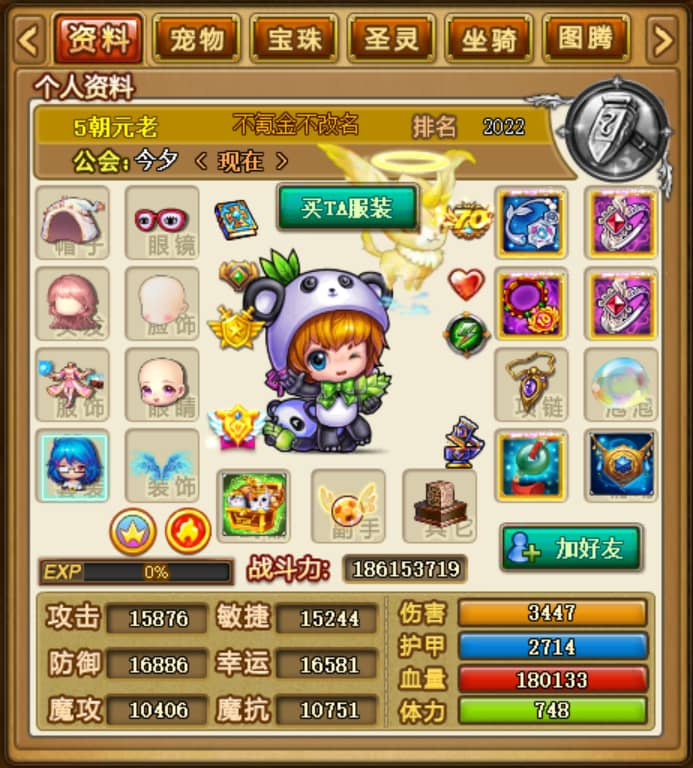 资料 宠物 宝珠 圣灵 坐骑 图腾
个人资料
5朝元老 不氪金不改名 排名 2022
公会:今夕 < 现在 >
买TA服装
70
帽子 眼镜
头发 脸饰
服饰 眼睛 项链 泡泡
套装 装饰
副手 其它
加好友
EXP 0% 战斗力: 186153719
攻击 15876 敏捷 15244 伤害 3447
防御 16886 幸运 16581 护甲 2714
血量 180133
魔攻 10406 魔抗 10751 体力 748